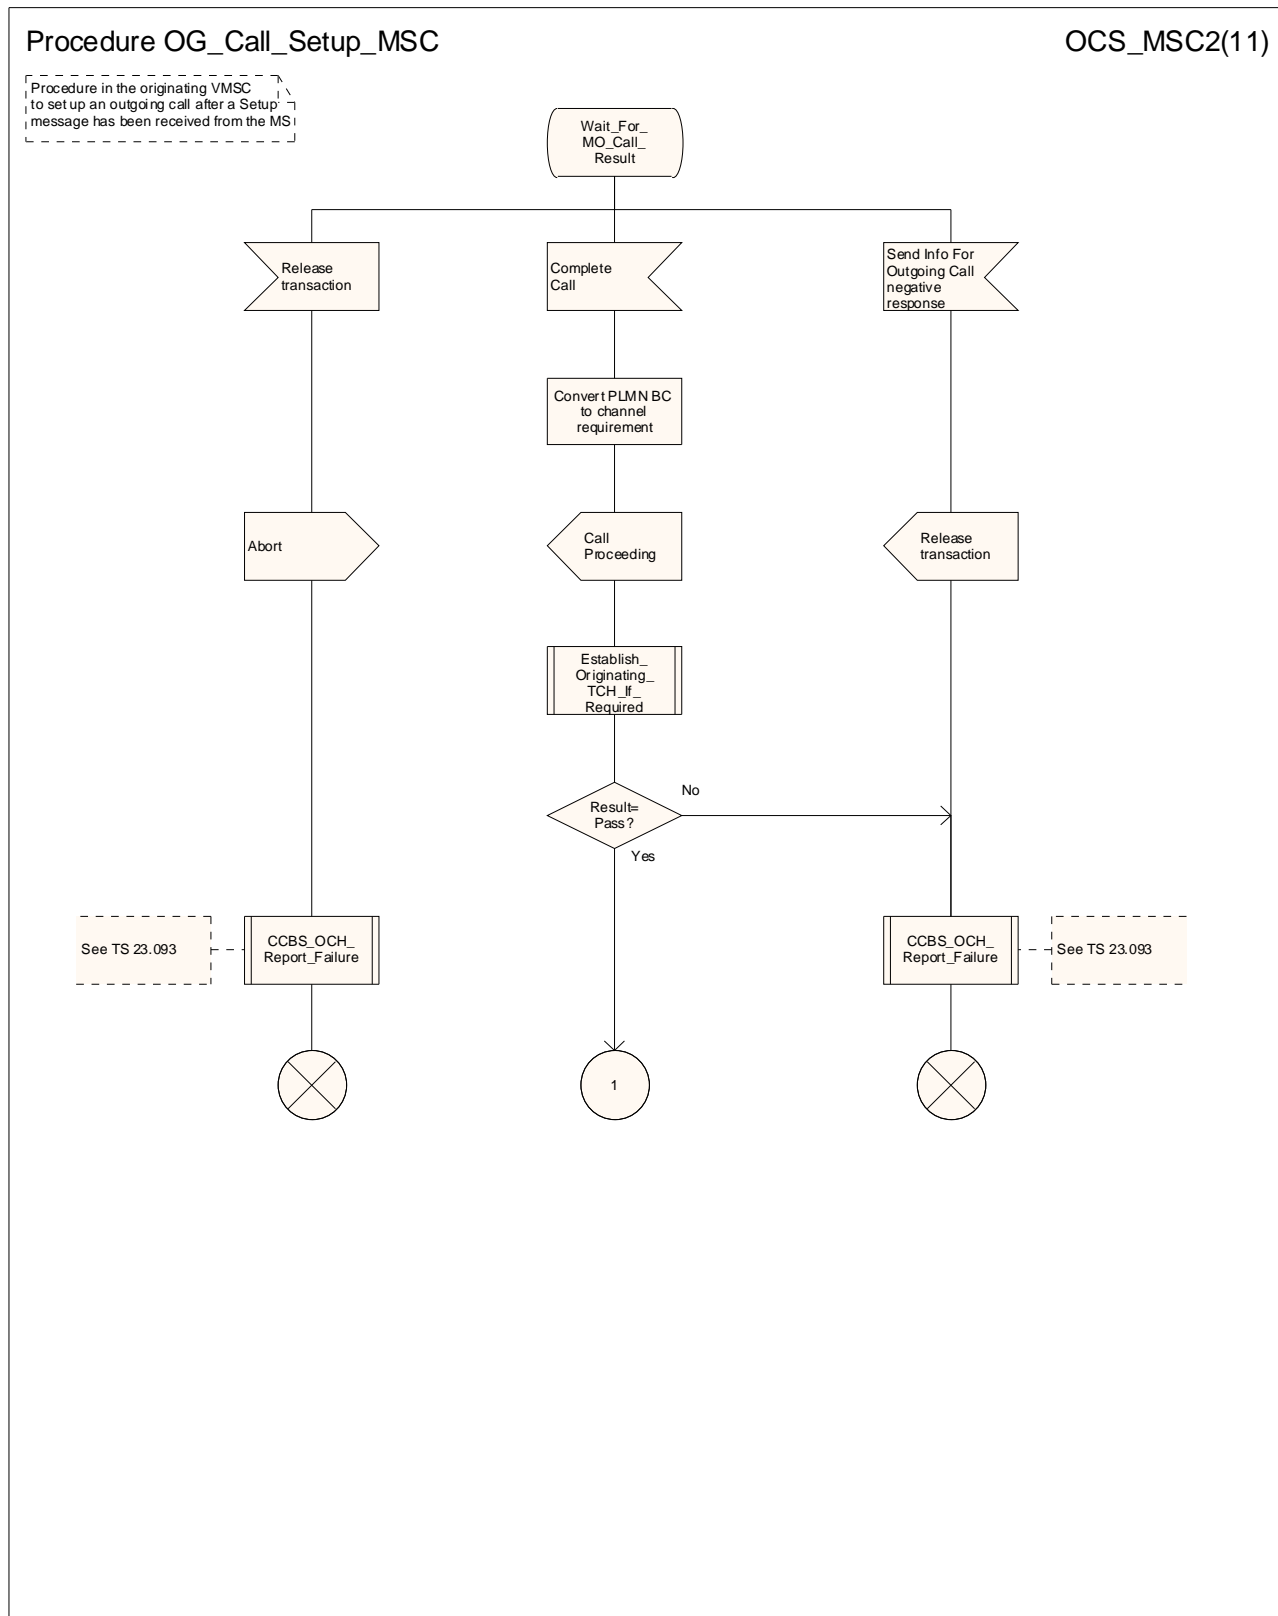 Procedure OG_Call_Setup_MSC
OCS_MSC2(11)
Procedure in the originating VMSC
to set up an outgoing call after a Setup
message has been received from the MS
Wait_For_
MO_Call_
Result
Release
transaction
Complete
Call
Send Info For
Outgoing Call
negative
response
Convert PLMN BC
to channel
requirement
Abort
Call
Proceeding
Release
transaction
Establish_
Originating_
TCH_If_
Required
Result=
Pass?
No
Yes
See TS 23.093
CCBS_OCH_
Report_Failure
CCBS_OCH_
Report_Failure
See TS 23.093
1